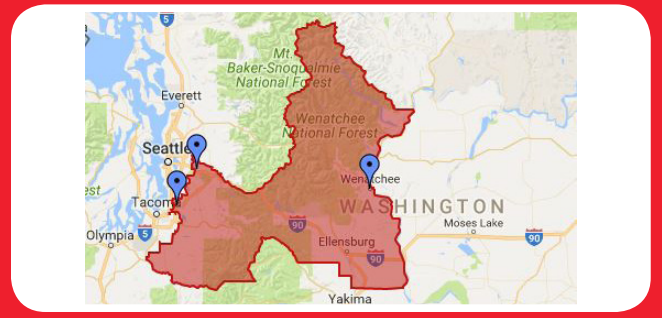 5
Mt.
Baker-Snoqualmie
National Forest
Everett
Wenatchee
National Forest
Seattle
Wenatchee
Tacoma
WASHINGTON
Moses Lake
Olympia
5
90
Ellensburg
90
90
Yakima